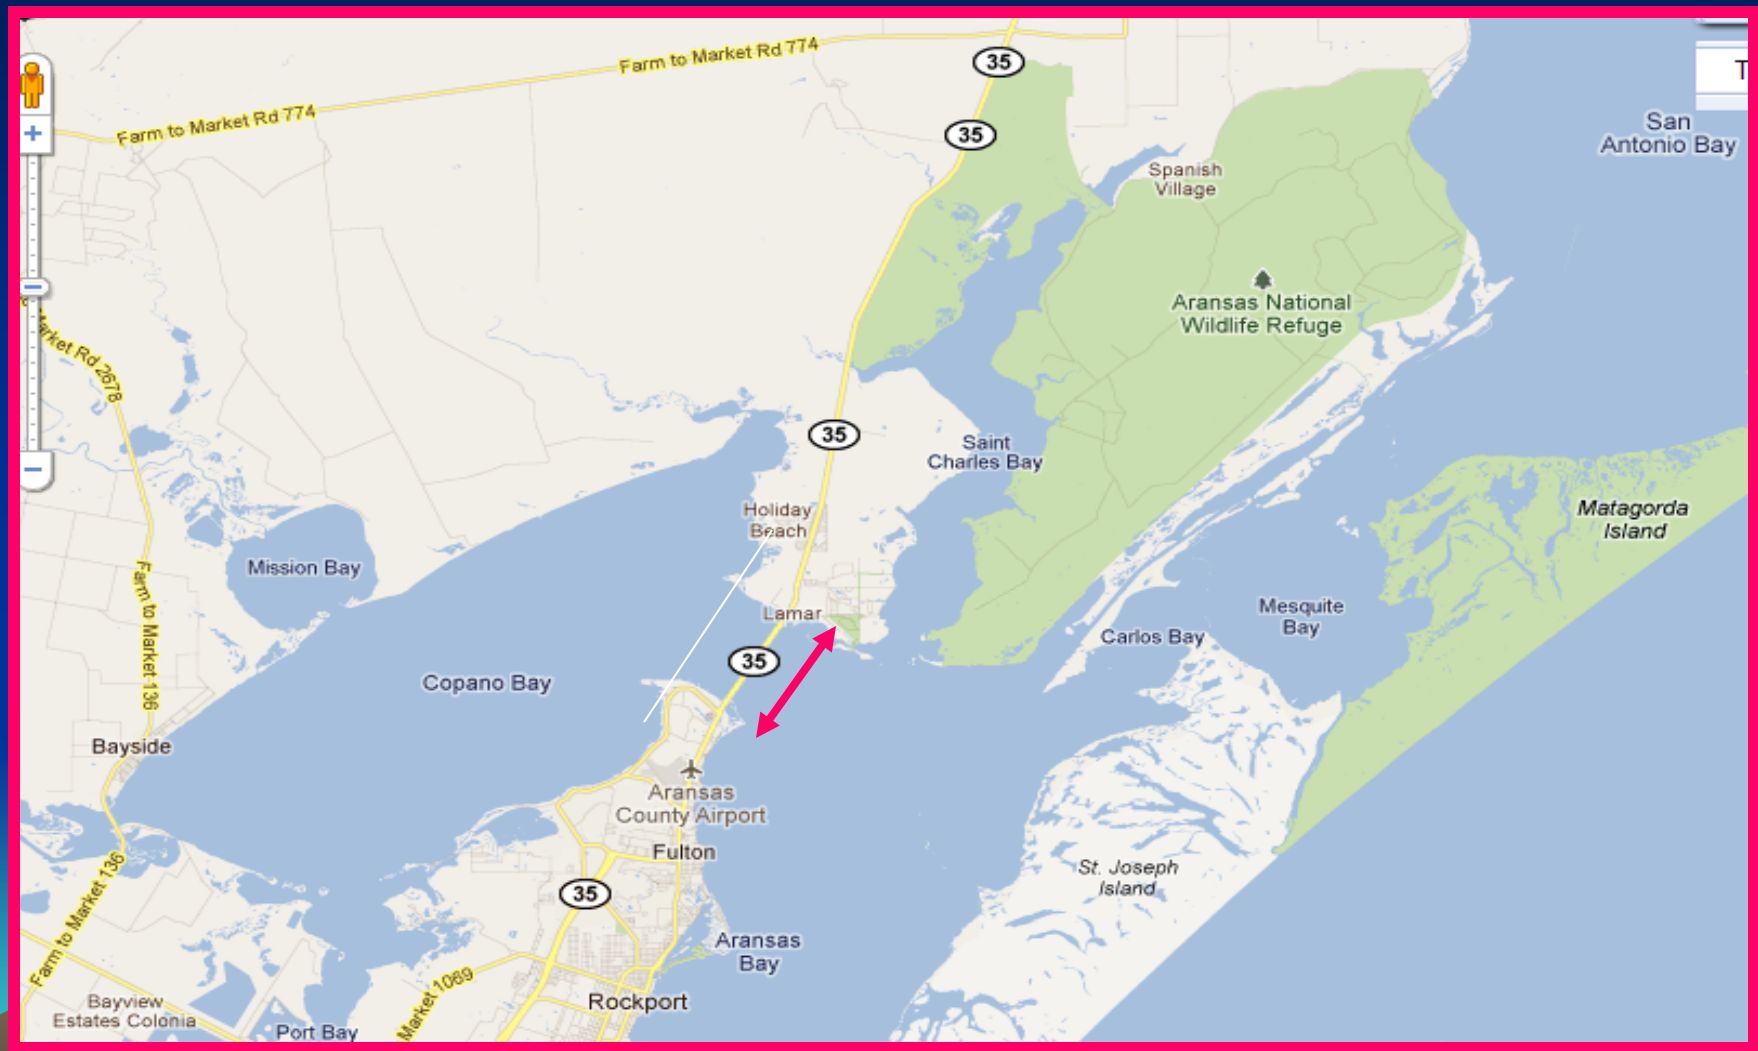 Farm to Market Rd 774
35
T
Farm to Market Rd 774
35
San
Antonio Bay
Spanish
Village
Aransas National
Wildlife Refuge
Market Rd 2678
35
Saint
Charles Bay
Holiday
Beach
Matagorda
Island
Mission Bay
Farm to Market 136
Lamar
Mesquite
Bay
Carlos Bay
35
Copano Bay
Bayside
Aransas
County Airport
Fulton
Farm to Market 136
35
St. Joseph
Island
Aransas
Bay
Market 1069
Rockport
Bayview
Estates Colonia
Port Bay